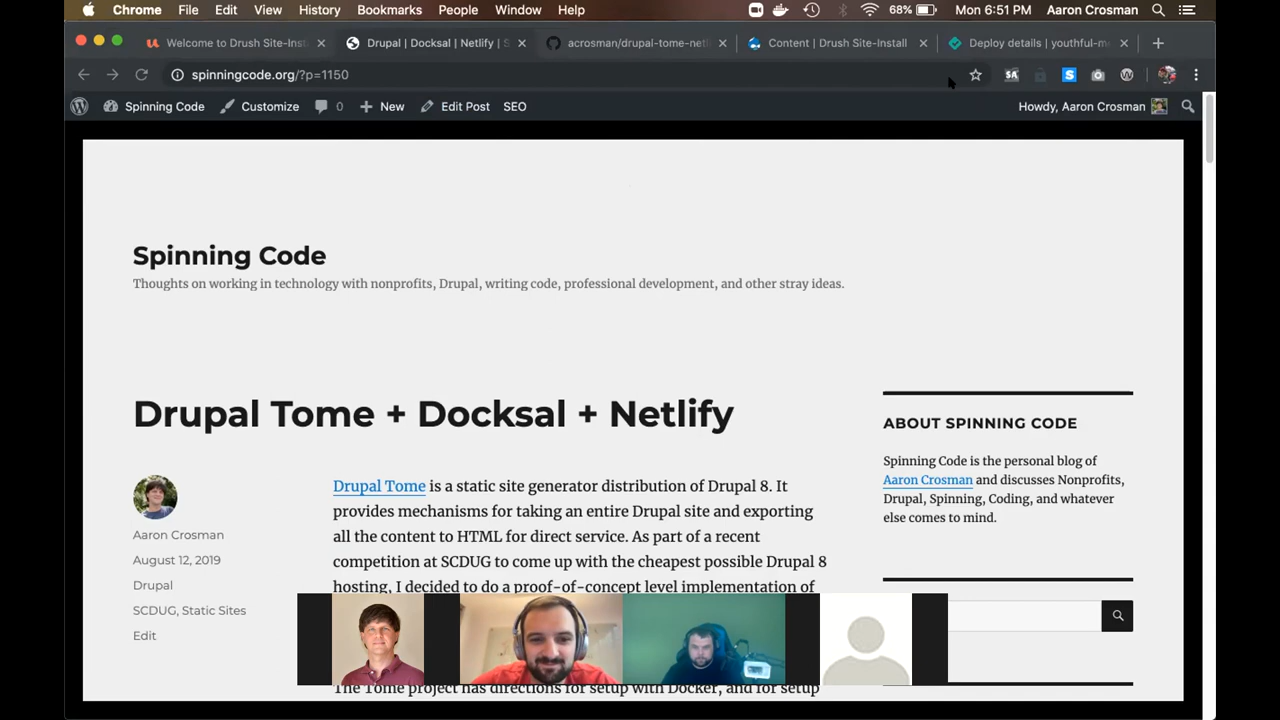 Chrome File Edit View History Bookmarks People Window Help 68% Mon 6:51 PM Aaron Crosman
Welcome to Drush Site-Inst Drupal | Docksal | Netlify | S acrosman/drupal-tome-netl Content | Drush Site-Install Deploy details | youthful-m
spinningcode.org/?p=1150
Spinning Code Customize 0 New Edit Post SEO Howdy, Aaron Crosman
Spinning Code
Thoughts on working in technology with nonprofits, Drupal, writing code, professional development, and other stray ideas.
Drupal Tome + Docksal + Netlify
Aaron Crosman
August 12, 2019
Drupal
SCDUG, Static Sites
Edit
Drupal Tome is a static site generator distribution of Drupal 8. It
provides mechanisms for taking an entire Drupal site and exporting
all the content to HTML for direct service. As part of a recent
competition at SCDUG to come up with the cheapest possible Drupal 8
hosting, I decided to do a proof-of-concept level implementation of
The Tome project has directions for setup with Docker, and for setup
ABOUT SPINNING CODE
Spinning Code is the personal blog of
Aaron Crosman and discusses Nonprofits,
Drupal, Spinning, Coding, and whatever
else comes to mind.